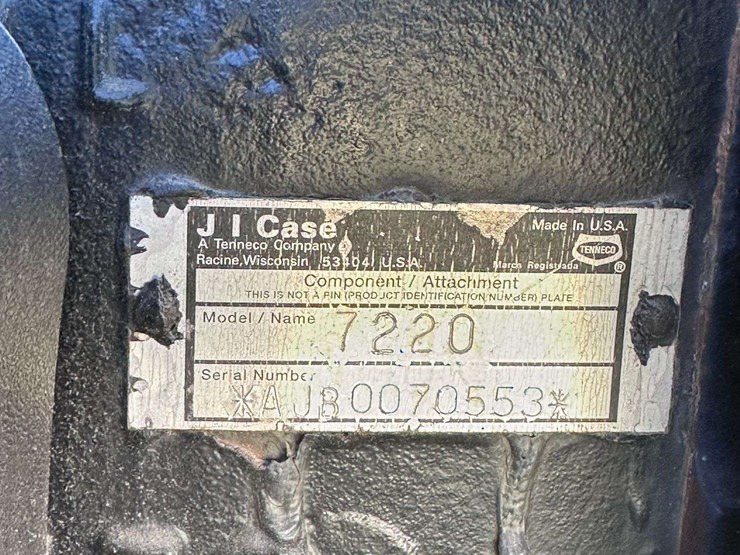 J I Case
A Tenneco Company
Racine, Wisconsin 53404 U.S.A.
Made In U.S.A.
TENNECO
®
Marca Registrada
Component / Attachment
THIS IS NOT A PIN (PRODUCT IDENTIFICATION NUMBER) PLATE
Model / Name 7220
Serial Number
*AJB0070553*